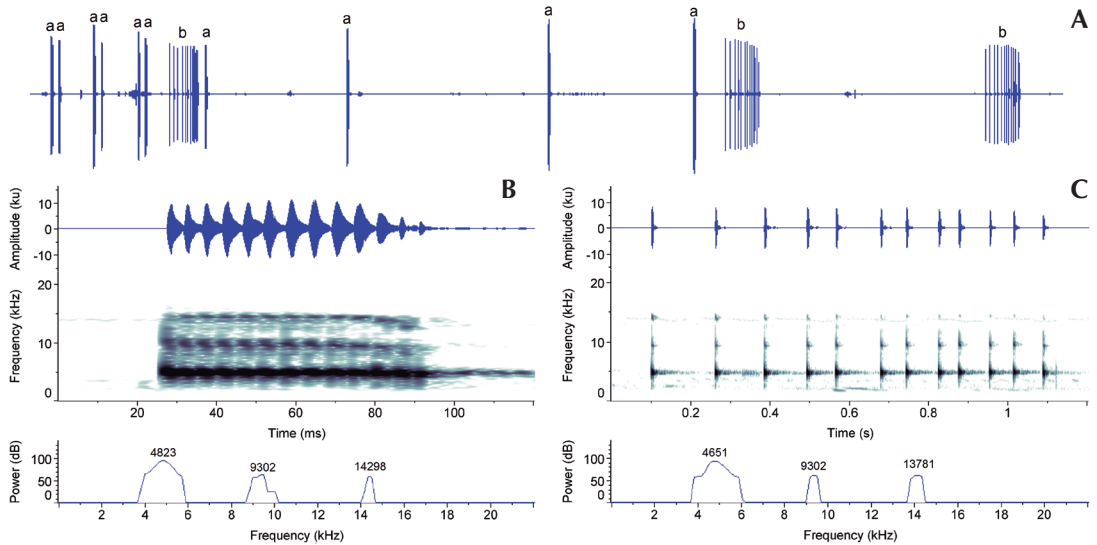 a a a a a a b a a a a b b A
B C
Amplitude (ku) 10 0 -10
Frequency (kHz) 20 10 0
20 40 60 80 100
Time (ms)
Power (dB) 100 50 0
4823 9302 14298
2 4 6 8 10 12 14 16 18 20
Frequency (kHz)
Amplitude (ku) 10 0 -10
Frequency (kHz) 20 10 0
0.2 0.4 0.6 0.8 1
Time (s)
Power (dB) 100 50 0
4651 9302 13781
2 4 6 8 10 12 14 16 18 20
Frequency (kHz)